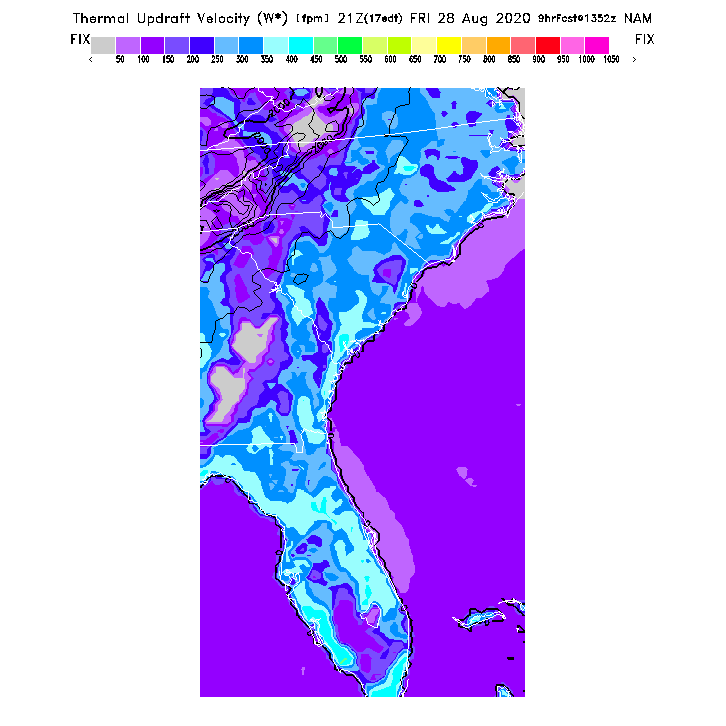 Thermal Updraft Velocity (W*) [fpm] 21Z(17edt) FRI 28 Aug 2020 9hrFcst@1352z NAM
FIX FIX
< 50 100 150 200 250 300 350 400 450 500 550 600 650 700 750 800 850 900 950 1000 1050 >